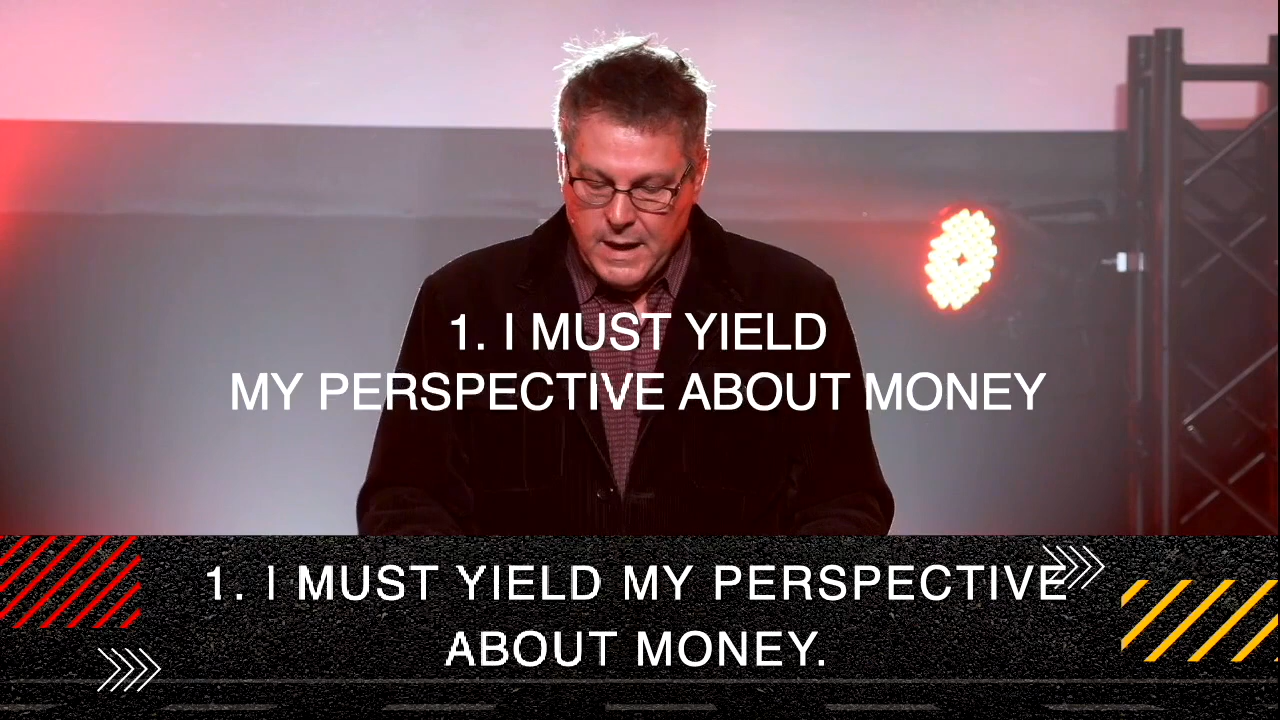 1. I MUST YIELD
MY PERSPECTIVE ABOUT MONEY
1. I MUST YIELD MY PERSPECTIVE
ABOUT MONEY.